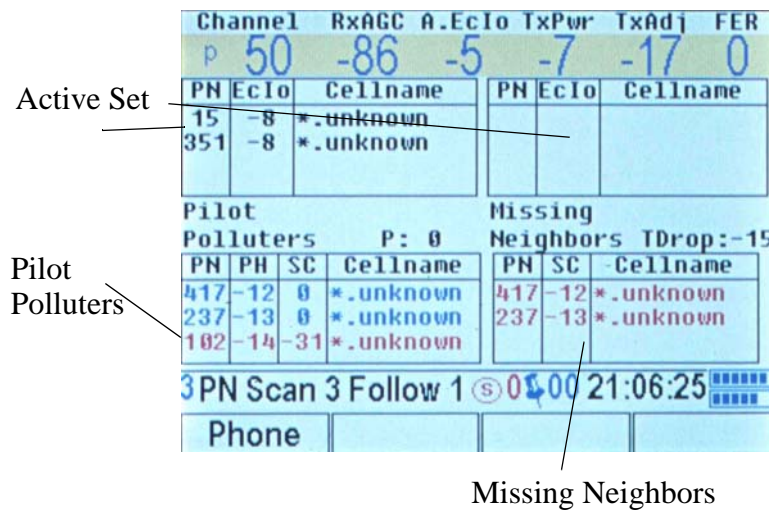 Channel RxAGC A.EcIo TxPwr TxAdj FER
P 50 -86 -5 -7 -17 0
Active Set
PN EcIo Cellname PN EcIo Cellname
15 -8 *.unknown
351 -8 *.unknown
Pilot Missing
Polluters P: 0 Neighbors TDrop:-15
PN PH SC Cellname PN SC Cellname
Pilot
Polluters
417 -12 0 *.unknown 417 -12 *.unknown
237 -13 0 *.unknown 237 -13 *.unknown
102 -14 -31 *.unknown
3 PN Scan 3 Follow 1 S 21:06:25
Phone
Missing Neighbors